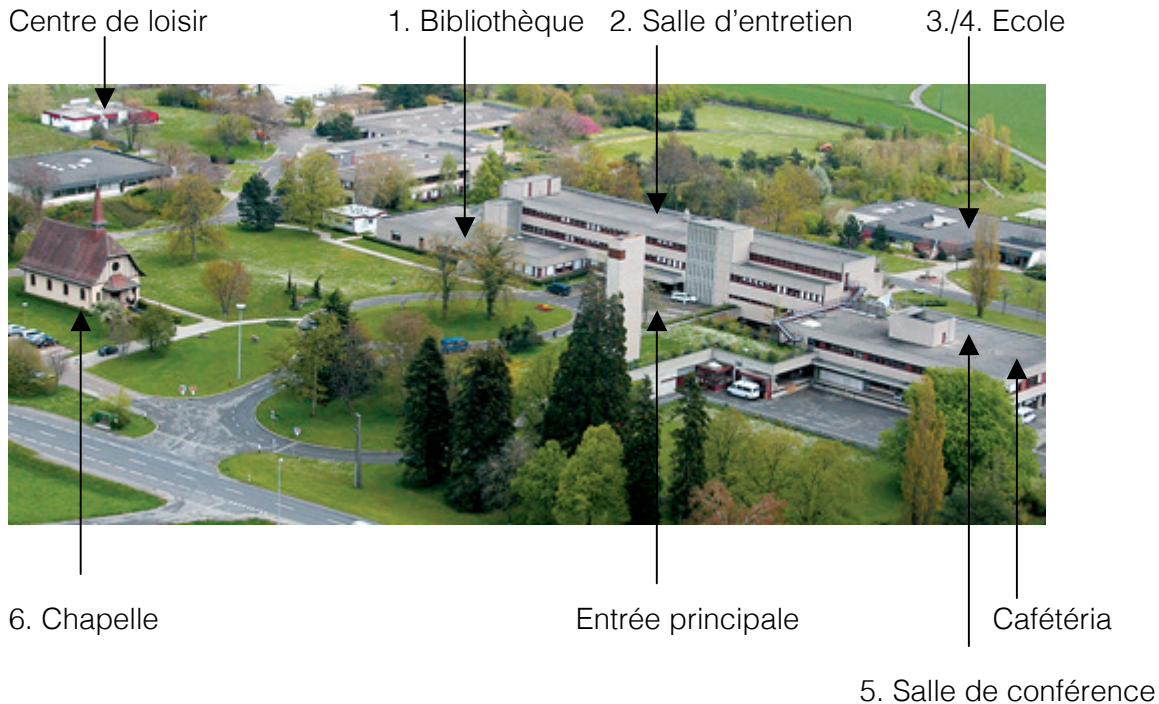 Centre de loisir
1. Bibliothèque
2. Salle d'entretien
3./4. Ecole
6. Chapelle
Entrée principale
Cafétéria
5. Salle de conférence